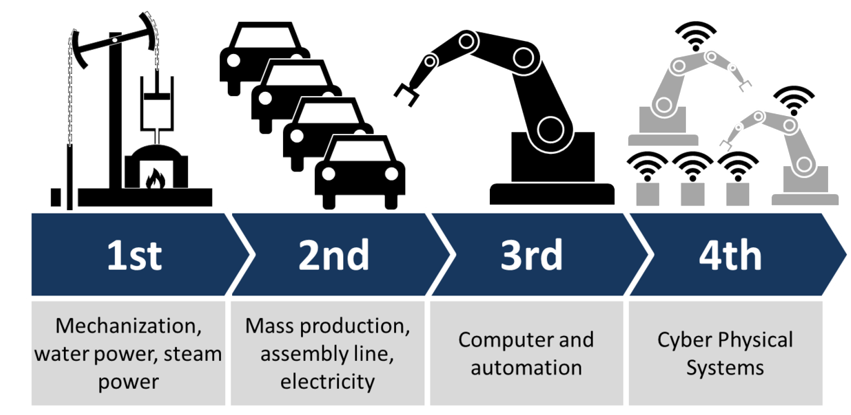 1st
2nd
3rd
4th
Mechanization,
water power, steam
power
Mass production,
assembly line,
electricity
Computer and
automation
Cyber Physical
Systems